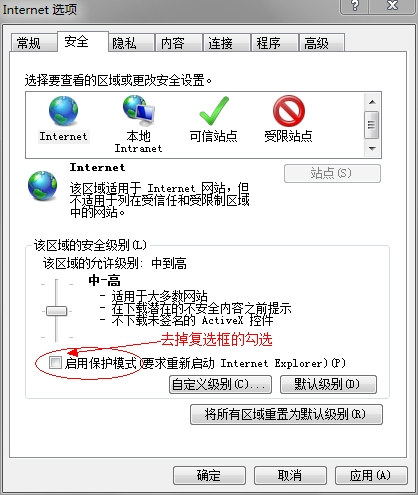 Internet 选项
常规 安全 隐私 内容 连接 程序 高级
选择要查看的区域或更改安全设置。
Internet 本地 Intranet 可信站点 受限站点
Internet
站点(S)
该区域适用于 Internet 网站，但
不适用于列在受信任和受限制区域
中的网站。
该区域的安全级别(L)
该区域的允许级别: 中到高
中-高
- 适用于大多数网站
- 在下载潜在的不安全内容之前提示
- 不下载未签名的 ActiveX 控件
去掉复选框的勾选
启用保护模式(要求重新启动 Internet Explorer)(P)
自定义级别(C)... 默认级别(D)
将所有区域重置为默认级别(R)
确定 取消 应用(A)